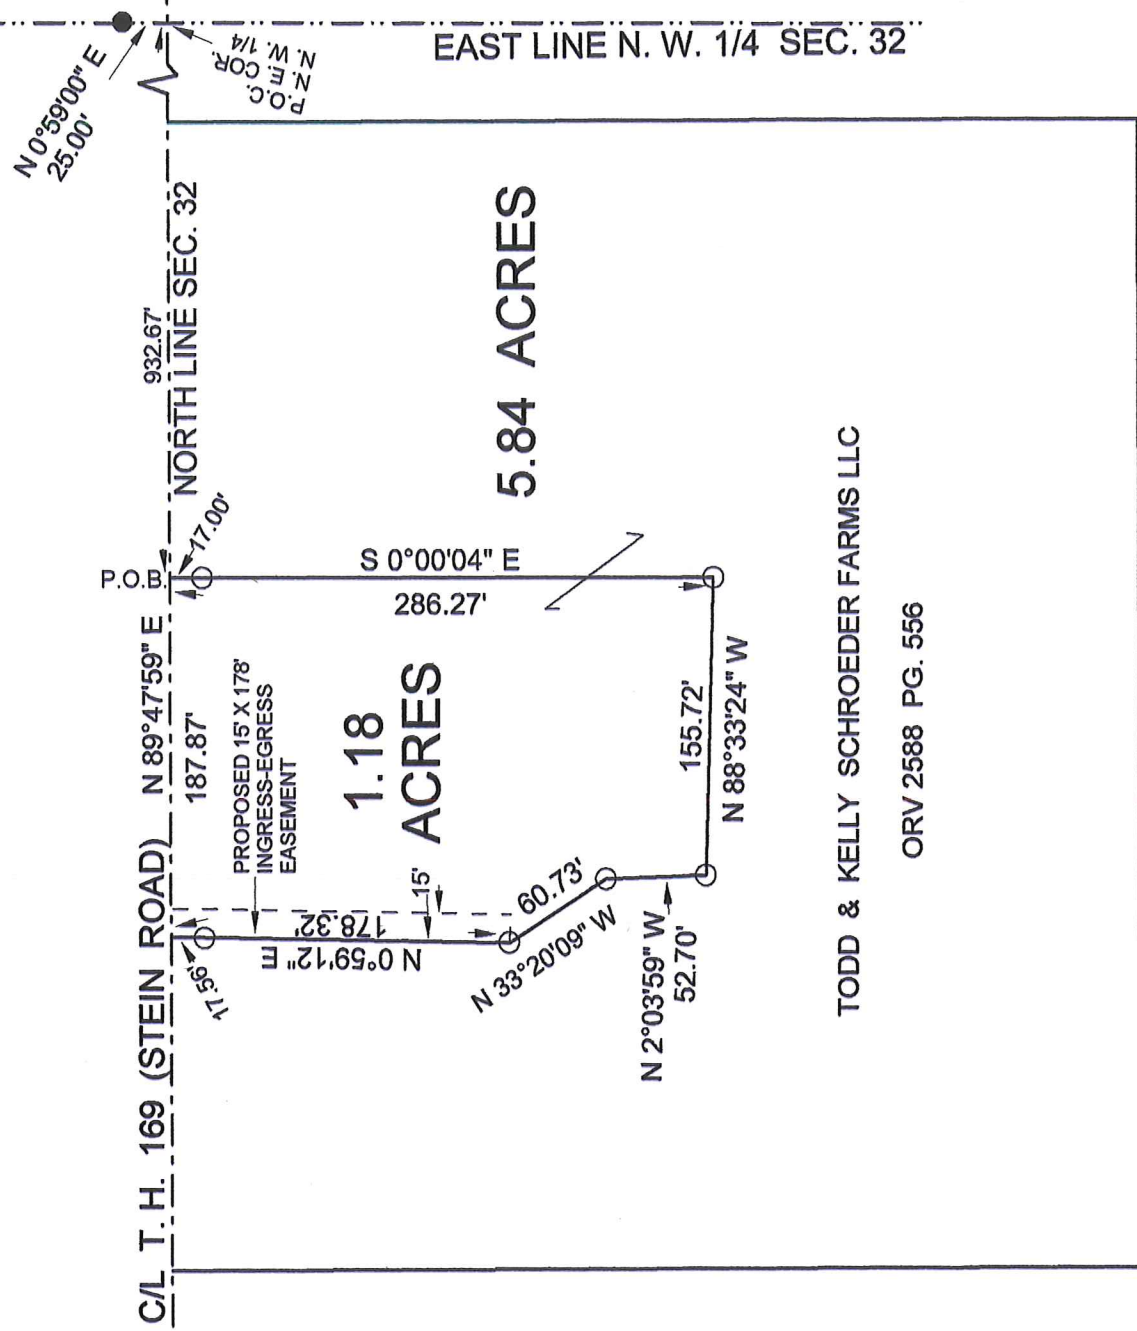 N 0°59'00" E
25.00'
P.O.C.
N. E. COR.
N. W. 1/4
EAST LINE N. W. 1/4 SEC. 32
932.67'
NORTH LINE SEC. 32
5.84 ACRES
17.00'
P.O.B.
S 0°00'04" E
286.27'
C/L T. H. 169 (STEIN ROAD)
N 89°47'59" E
187.87'
PROPOSED 15' X 178'
INGRESS-EGRESS
EASEMENT
1.18
ACRES
15'
178.32'
N 0°59'12" E
17.56'
60.73'
N 33°20'09" W
N 2°03'59" W
52.70'
155.72'
N 88°33'24" W
TODD & KELLY SCHROEDER FARMS LLC
ORV 2588 PG. 556